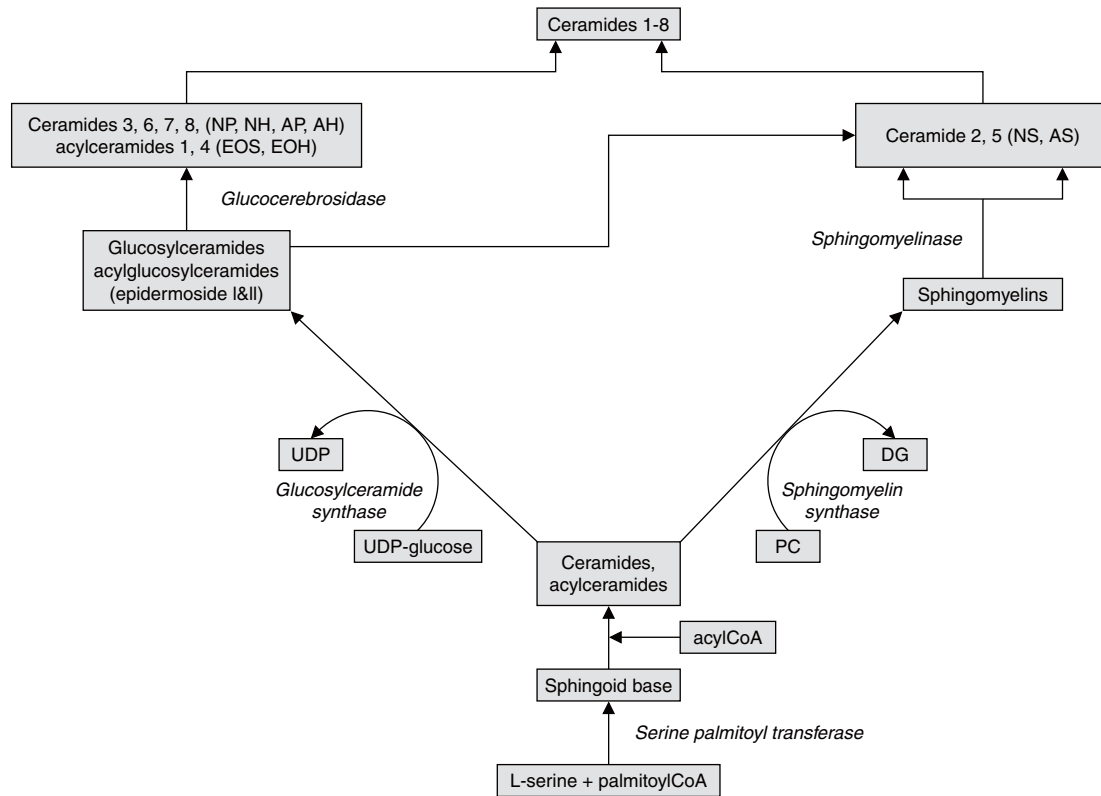 Ceramides 1-8
Ceramides 3, 6, 7, 8, (NP, NH, AP, AH)
acylceramides 1, 4 (EOS, EOH)
Ceramide 2, 5 (NS, AS)
Glucocerebrosidase
Glucosylceramides
acylglucosylceramides
(epidermoside I&II)
Sphingomyelinase
Sphingomyelins
UDP
DG
Glucosylceramide
synthase
Sphingomyelin
synthase
UDP-glucose
PC
Ceramides,
acylceramides
acylCoA
Sphingoid base
Serine palmitoyl transferase
L-serine + palmitoylCoA